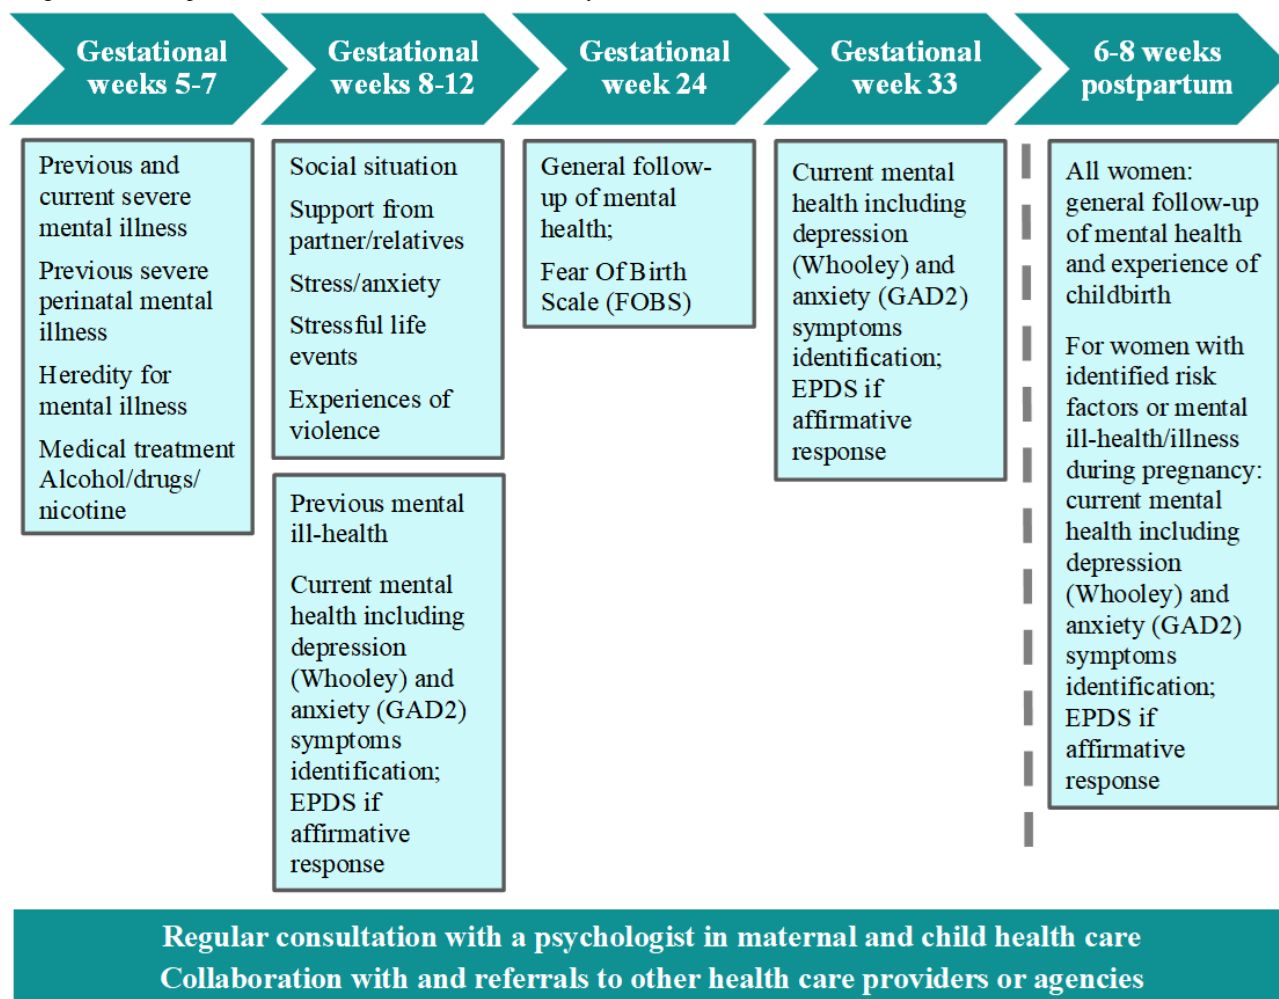 Gestational
weeks 5-7
Gestational
weeks 8-12
Gestational
week 24
Gestational
week 33
6-8 weeks
postpartum
Previous and
current severe
mental illness
Previous severe
perinatal mental
illness
Heredity for
mental illness
Medical treatment
Alcohol/drugs/
nicotine
Social situation
Support from
partner/relatives
Stress/anxiety
Stressful life
events
Experiences of
violence
Previous mental
ill-health
Current mental
health including
depression
(Whooley) and
anxiety (GAD2)
symptoms
identification;
EPDS if
affirmative
response
General follow-
up of mental
health;
Fear Of Birth
Scale (FOBS)
Current mental
health including
depression
(Whooley) and
anxiety (GAD2)
symptoms
identification;
EPDS if
affirmative
response
All women:
general follow-up
of mental health
and experience of
childbirth
For women with
identified risk
factors or mental
ill-health/illness
during pregnancy:
current mental
health including
depression
(Whooley) and
anxiety (GAD2)
symptoms
identification;
EPDS if
affirmative
response
Regular consultation with a psychologist in maternal and child health care
Collaboration with and referrals to other health care providers or agencies